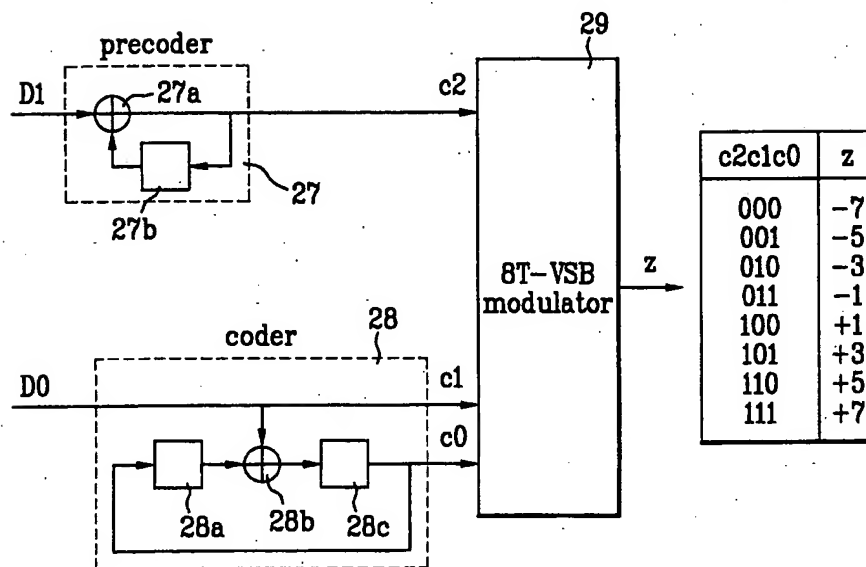 precoder
29
D1
27a
c2
27b
27
c2c1c0 z
000 −7
001 −5
010 −3
011 −1
100 +1
101 +3
110 +5
111 +7
8T-VSB
modulator
z
coder
28
D0
c1
c0
28a
28b
28c